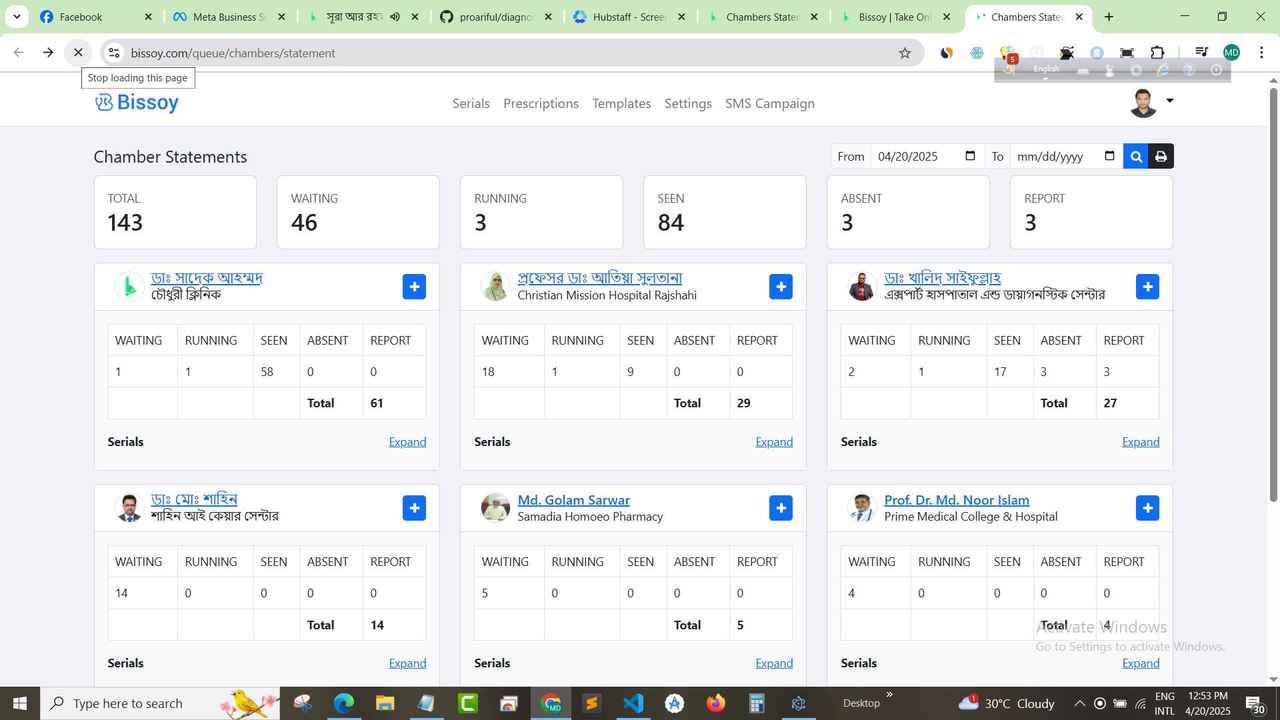 Facebook
Meta Business S
সূরা আর রহ
proariful/diagno
Hubstaff - Scree
Chambers State
Bissoy | Take Onl
Chambers State
bissoy.com/queue/chambers/statement
MD
5
English
Stop loading this page
Bissoy
Serials Prescriptions Templates Settings SMS Campaign
Chamber Statements
From 04/20/2025 To mm/dd/yyyy
TOTAL WAITING RUNNING SEEN ABSENT REPORT
143 46 3 84 3 3
ডাঃ সাদেক আহম্মদ
চৌধুরী ক্লিনিক
WAITING RUNNING SEEN ABSENT REPORT
1 1 58 0 0
Total 61
Serials Expand
প্রফেসর ডাঃ আতিয়া সুলতানা
Christian Mission Hospital Rajshahi
WAITING RUNNING SEEN ABSENT REPORT
18 1 9 0 0
Total 29
Serials Expand
ডাঃ খালিদ সাইফুল্লাহ
এক্সপার্ট হাসপাতাল এন্ড ডায়াগনস্টিক সেন্টার
WAITING RUNNING SEEN ABSENT REPORT
2 1 17 3 3
Total 27
Serials Expand
ডাঃ মোঃ শাহিন
শাহিন আই কেয়ার সেন্টার
WAITING RUNNING SEEN ABSENT REPORT
14 0 0 0 0
Total 14
Serials Expand
Md. Golam Sarwar
Samadia Homoeo Pharmacy
WAITING RUNNING SEEN ABSENT REPORT
5 0 0 0 0
Total 5
Serials Expand
Prof. Dr. Md. Noor Islam
Prime Medical College & Hospital
WAITING RUNNING SEEN ABSENT REPORT
4 0 0 0 0
Total 4
Serials Expand
Activate Windows
Go to Settings to activate Windows.
Type here to search
Desktop
1
30°C Cloudy
ENG
INTL
12:53 PM
4/20/2025
30